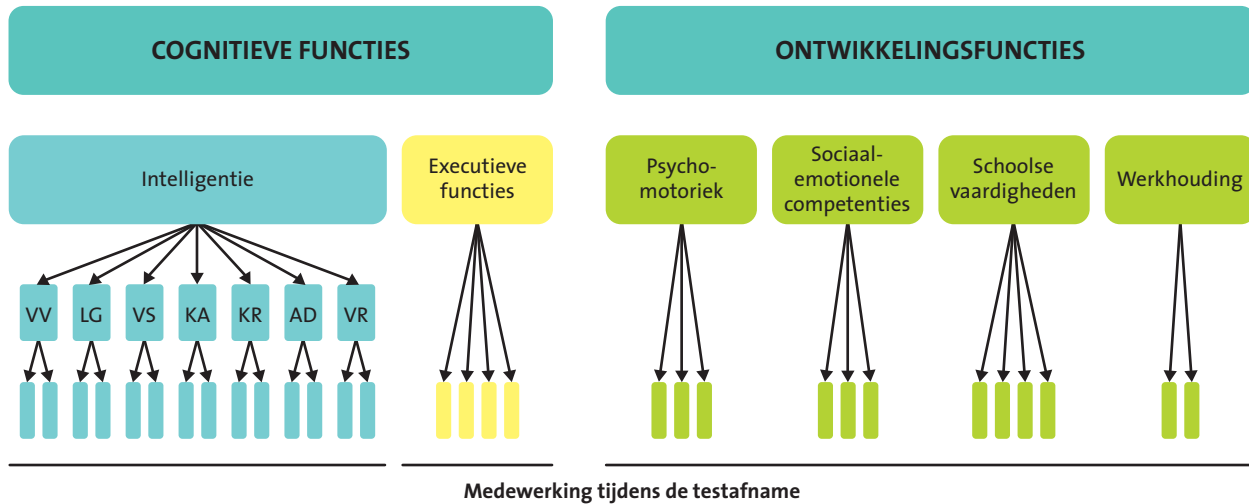 COGNITIEVE FUNCTIES
ONTWIKKELINGSFUNCTIES
Intelligentie
Executieve
functies
Psycho-
motoriek
Sociaal-
emotionele
competenties
Schoolse
vaardigheden
Werkhouding
VV
LG
VS
KA
KR
AD
VR
Medewerking tijdens de testafname